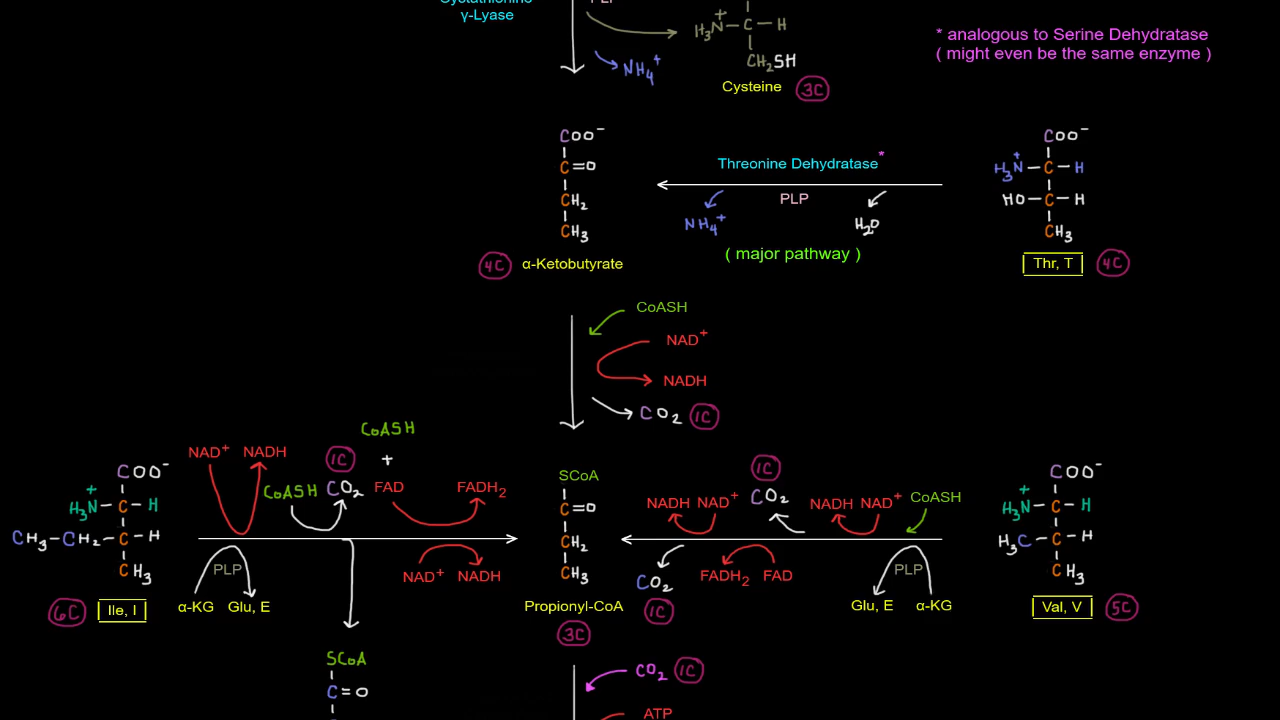 Cystathionine
γ-Lyase
PLP
H₃N⁺–C–H
CH₂SH
NH₄⁺
Cysteine
3C
* analogous to Serine Dehydratase
( might even be the same enzyme )
COO⁻
C=O
CH₂
CH₃
4C
α-Ketobutyrate
Threonine Dehydratase*
PLP
NH₄⁺
H₂O
( major pathway )
COO⁻
H₃N⁺–C–H
HO–C–H
CH₃
Thr, T
4C
CoASH
NAD⁺
NADH
CO₂ 1C
NAD⁺ NADH
CoASH
1C
CoASH
+
CO₂ FAD FADH₂
COO⁻
H₃N⁺–C–H
CH₃–CH₂–C–H
CH₃
6C
Ile, I
PLP
α-KG Glu, E
NAD⁺ NADH
SCoA
C=O
CH₂
CH₃
Propionyl-CoA
3C
NADH NAD⁺
1C
CO₂
NADH NAD⁺
CoASH
CO₂
1C
FADH₂ FAD
PLP
Glu, E α-KG
COO⁻
H₃N⁺–C–H
H₃C–C–H
CH₃
Val, V
5C
SCoA
C=O
CO₂ 1C
ATP